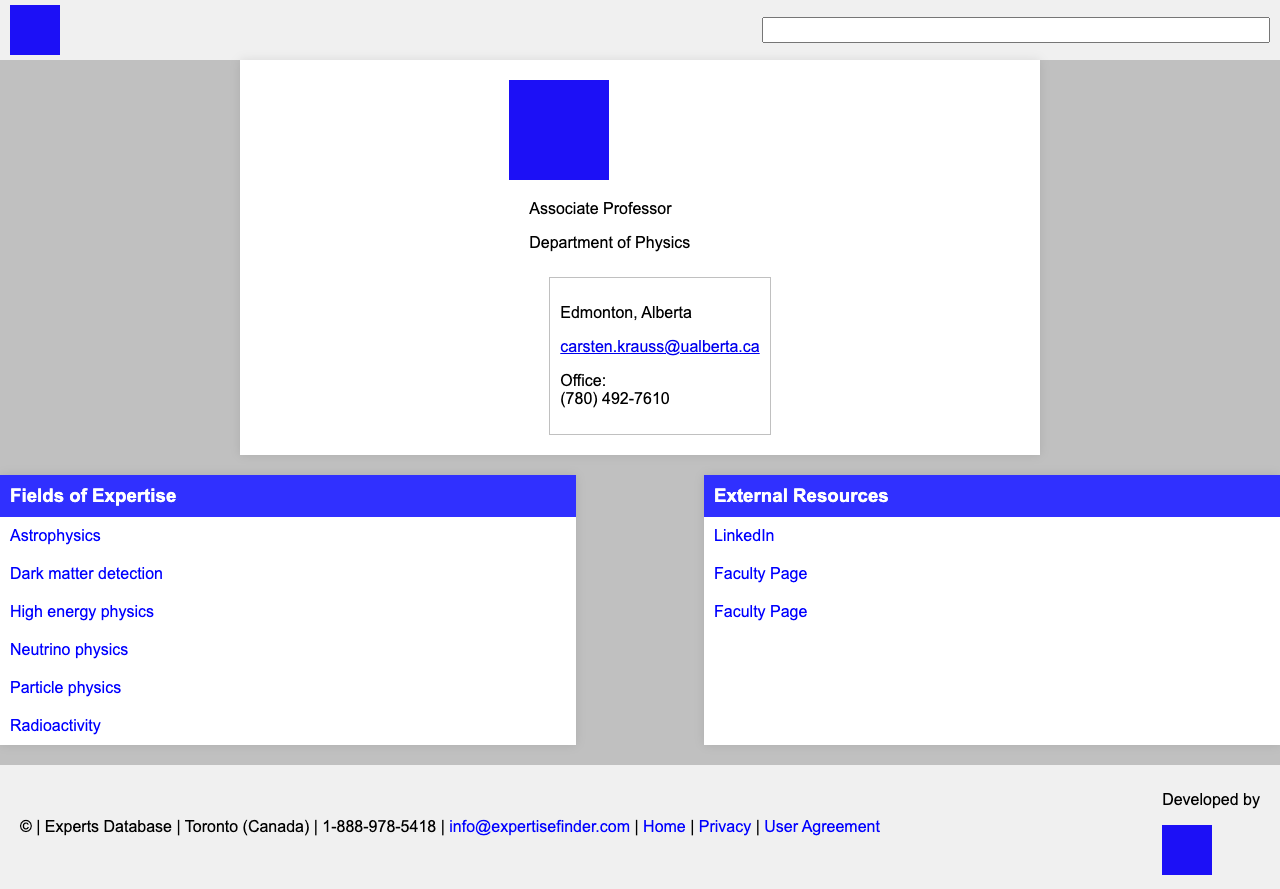 Associate Professor
Department of Physics
Edmonton, Alberta
carsten.krauss@ualberta.ca
Office:
(780) 492-7610
Fields of Expertise
Astrophysics
Dark matter detection
High energy physics
Neutrino physics
Particle physics
Radioactivity
External Resources
LinkedIn
Faculty Page
Faculty Page
© | Experts Database | Toronto (Canada) | 1-888-978-5418 | info@expertisefinder.com | Home | Privacy | User Agreement
Developed by